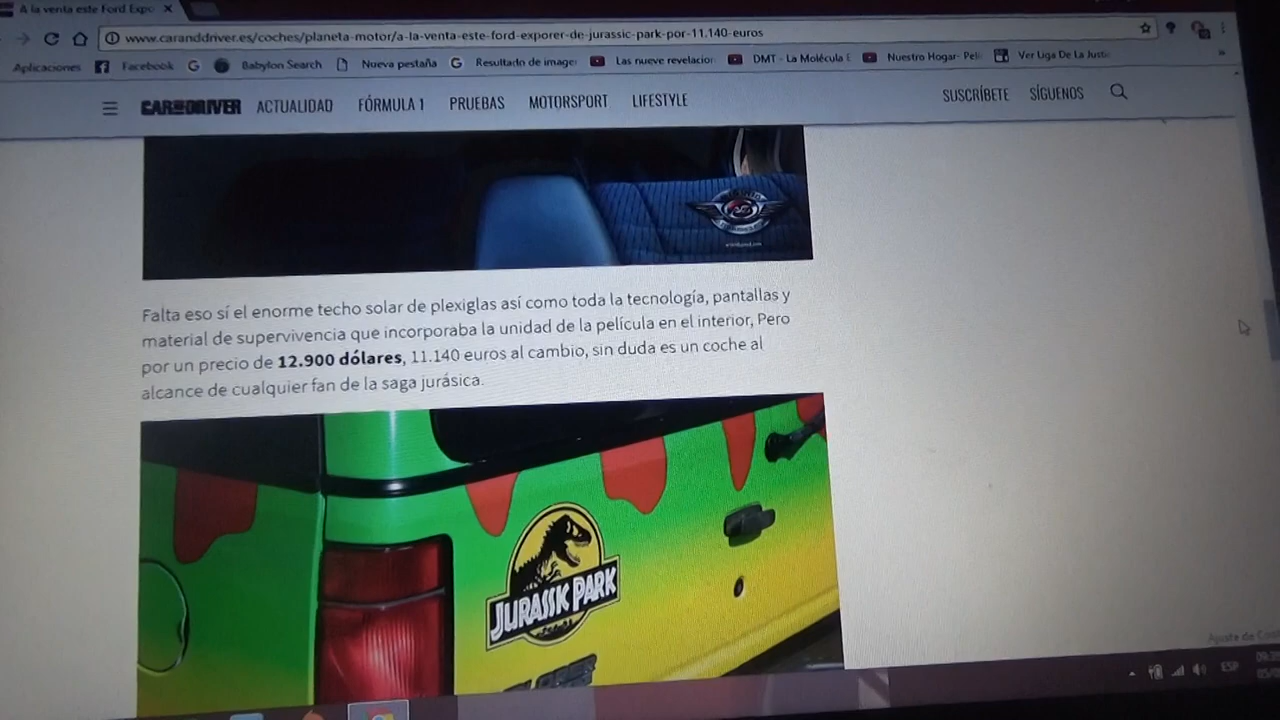 A la venta este Ford Expo
www.caranddriver.es/coches/planeta-motor/a-la-venta-este-ford-exporer-de-jurassic-park-por-11.140-euros
Aplicaciones Facebook Babylon Search Nueva pestaña Resultado de image Las nueve revelacior DMT - La Molécula Nuestro Hogar- Pel Ver Liga De La Justic
CAR AND DRIVER ACTUALIDAD FÓRMULA 1 PRUEBAS MOTORSPORT LIFESTYLE SUSCRÍBETE SÍGUENOS
Falta eso sí el enorme techo solar de plexiglas así como toda la tecnología, pantallas y
material de supervivencia que incorporaba la unidad de la película en el interior, Pero
por un precio de 12.900 dólares, 11.140 euros al cambio, sin duda es un coche al
alcance de cualquier fan de la saga jurásica.
JURASSIC PARK
Ajuste de
ESP